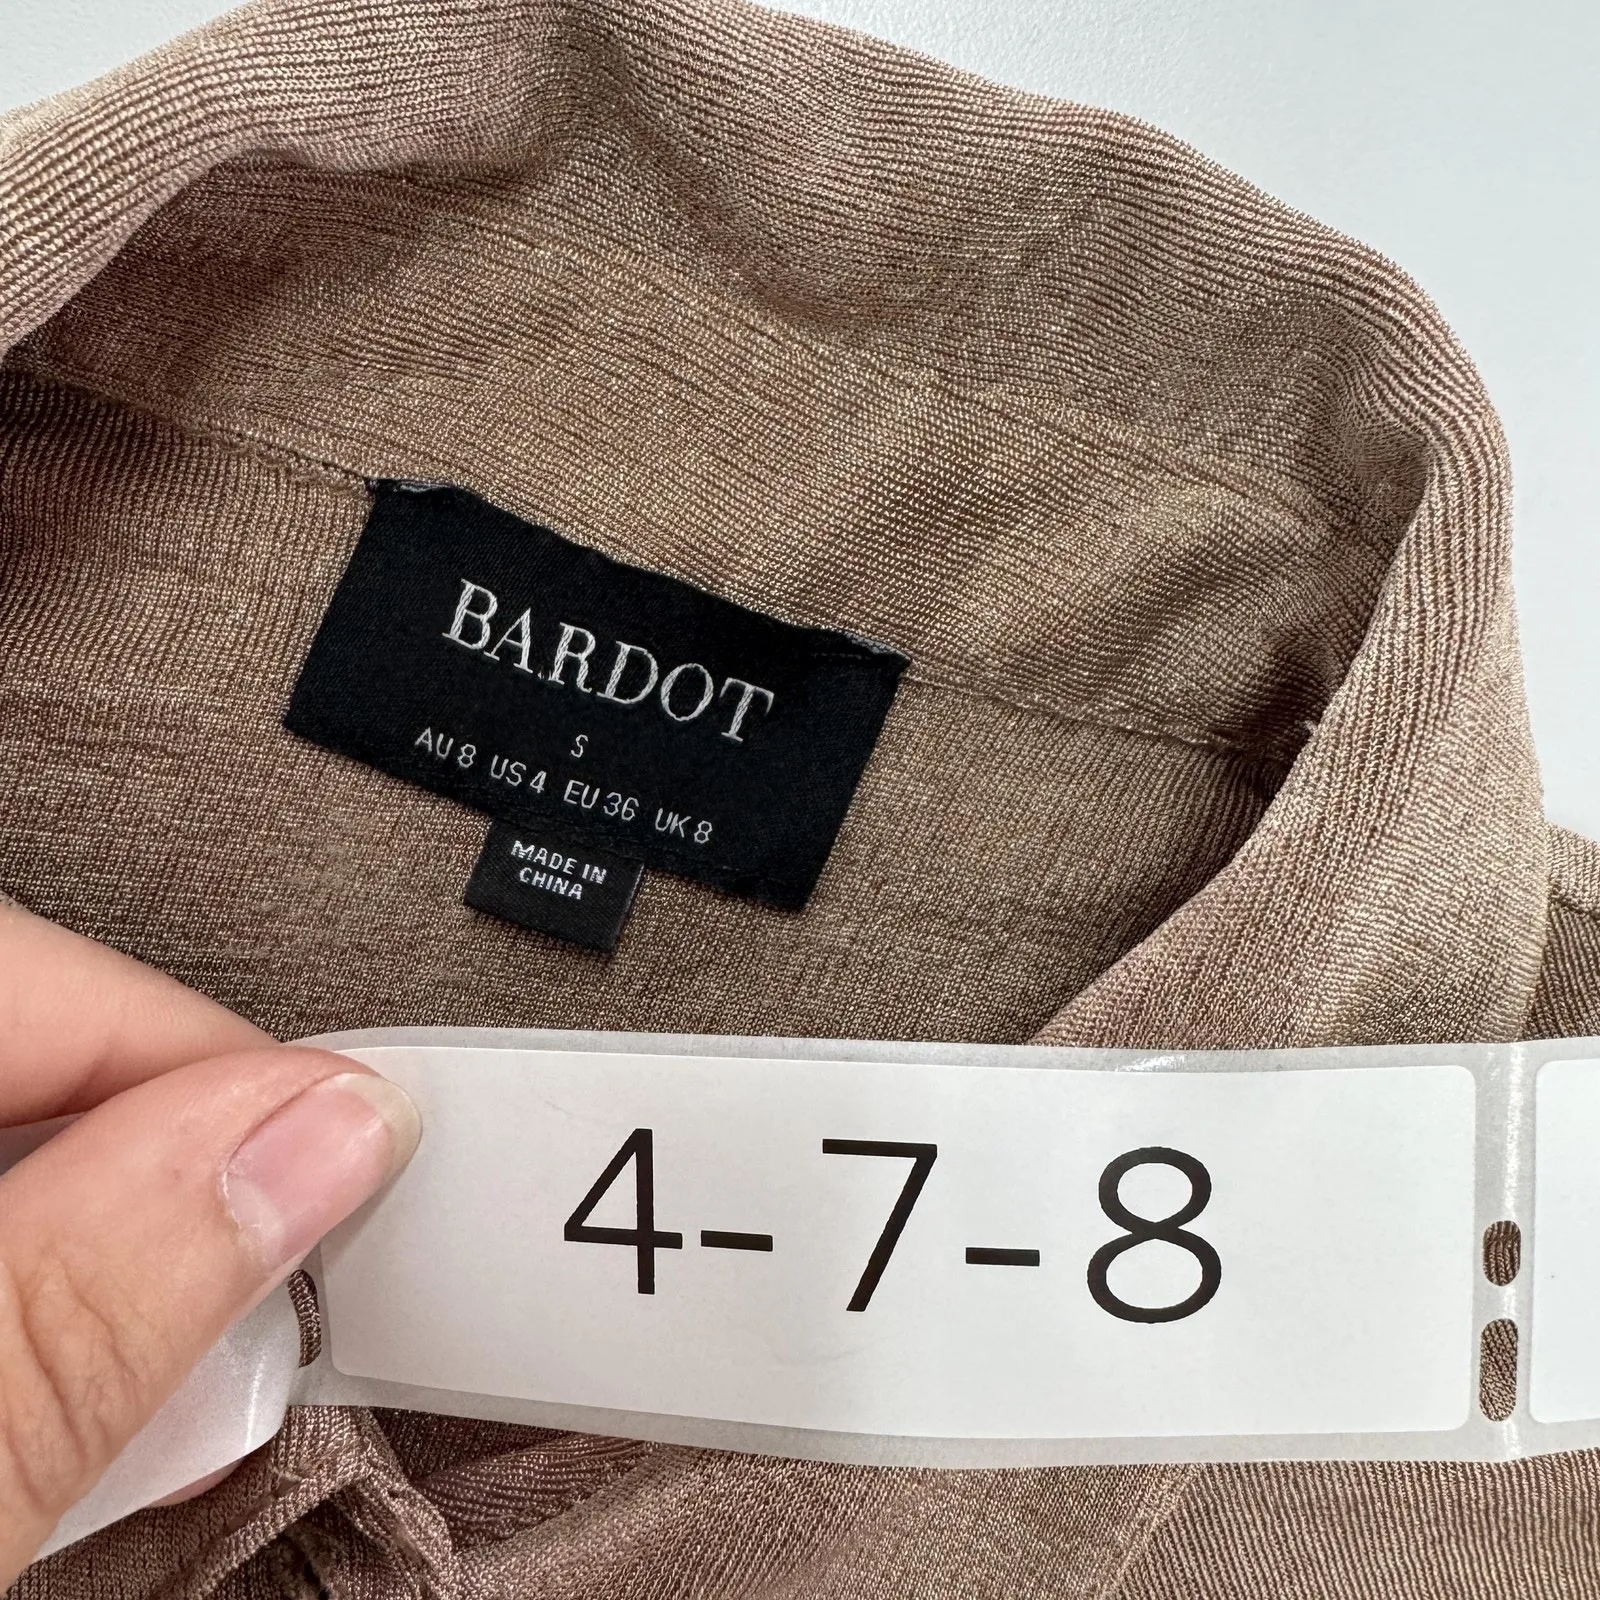 BARDOT
S
AU 8 US 4 EU 36 UK 8
MADE IN
CHINA
4-7-8